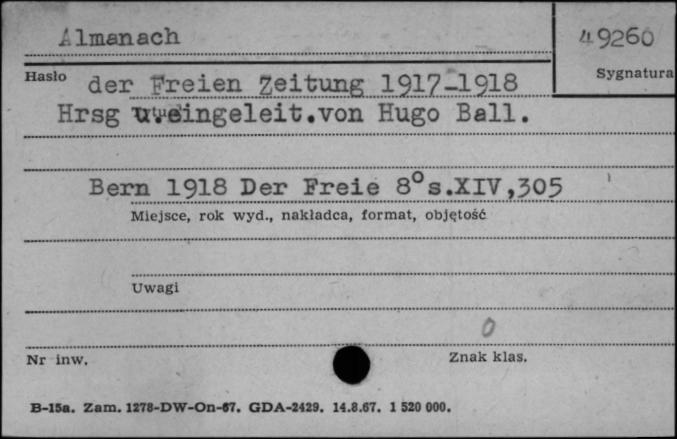 Almanach
49260
Hasło
der Freien Zeitung 1917-1918
Sygnatura
Hrsg u.eingeleit.von Hugo Ball.
Bern 1918 Der Freie 8° s.XIV,305
Miejsce, rok wyd., nakładca, format, objętość
Uwagi
0
Nr inw.
Znak klas.
B-15a. Zam. 1278-DW-On-67. GDA-2429. 14.8.67. 1 520 000.